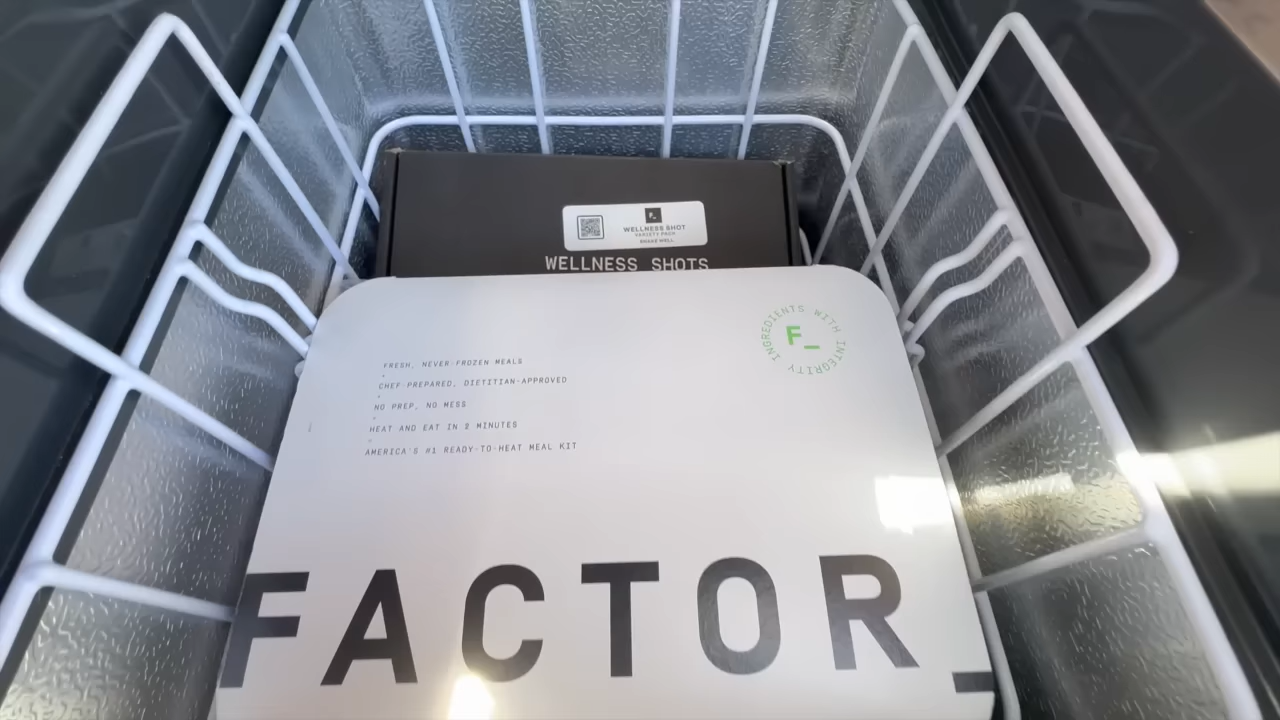 F_
WELLNESS SHOT
VARIETY PACK
SHAKE WELL
WELLNESS SHOTS
INGREDIENTS WITH INTEGRITY
F_
FRESH, NEVER FROZEN MEALS
CHEF-PREPARED, DIETITIAN-APPROVED
NO PREP, NO MESS
HEAT AND EAT IN 2 MINUTES
AMERICA'S #1 READY-TO-HEAT MEAL KIT
FACTOR_